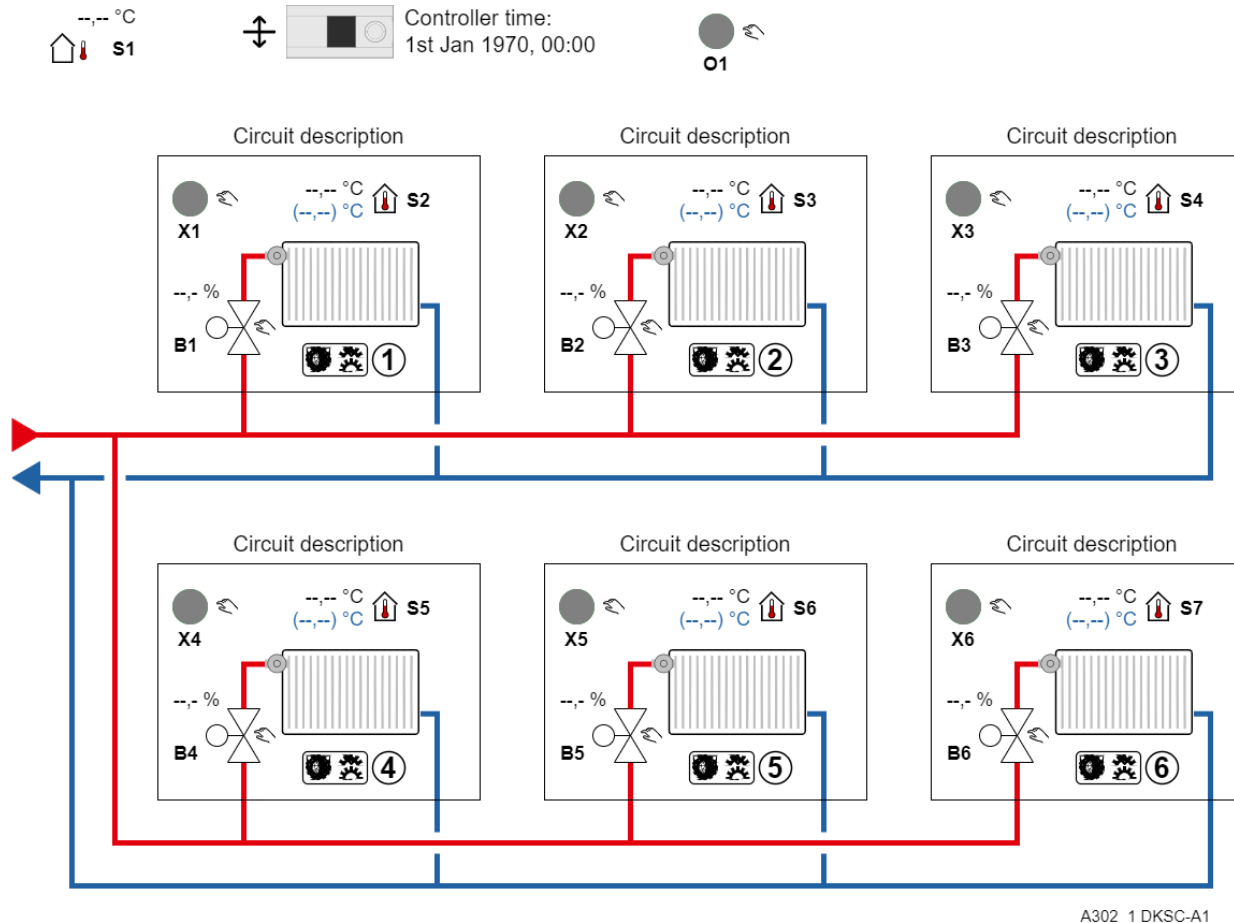 --,-- °C
S1
Controller time:
1st Jan 1970, 00:00
O1
Circuit description
--,-- °C
(--,--) °C
S2
X1
--,- %
B1
1
Circuit description
--,-- °C
(--,--) °C
S3
X2
--,- %
B2
2
Circuit description
--,-- °C
(--,--) °C
S4
X3
--,- %
B3
3
Circuit description
--,-- °C
(--,--) °C
S5
X4
--,- %
B4
4
Circuit description
--,-- °C
(--,--) °C
S6
X5
--,- %
B5
5
Circuit description
--,-- °C
(--,--) °C
S7
X6
--,- %
B6
6
A302_1 DKSC-A1